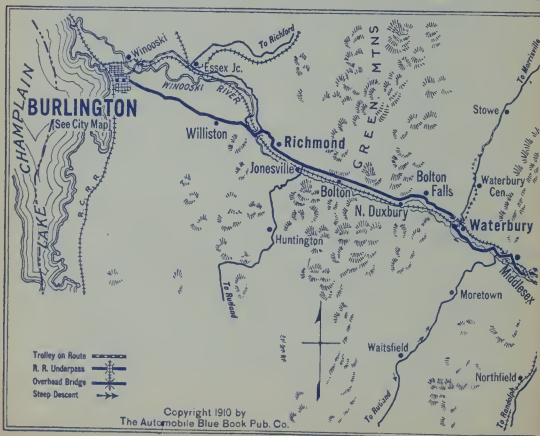 Winooski
To Richford
Essex Jc.
WINOOSKI
RIVER
LAKE CHAMPLAIN
BURLINGTON
(See City Map)
R.C.R.R.
Williston
Richmond
GREEN MTNS
To Morrisville
Stowe
Jonesville
Bolton
Bolton
Falls
Waterbury
Cen.
N. Duxbury
Waterbury
Huntington
To Rutland
Middlesex
Moretown
Waitsfield
To Rutland
Northfield
To Randolph
Trolley on Route
R. R. Underpass
Overhead Bridge
Steep Descent
Copyright 1910 by
The Automobile Blue Book Pub. Co.